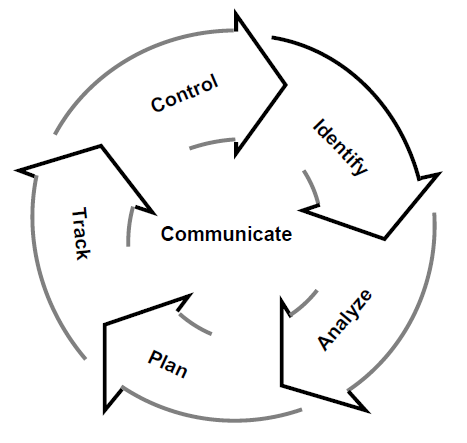 Control
Identify
Communicate
Track
Analyze
Plan